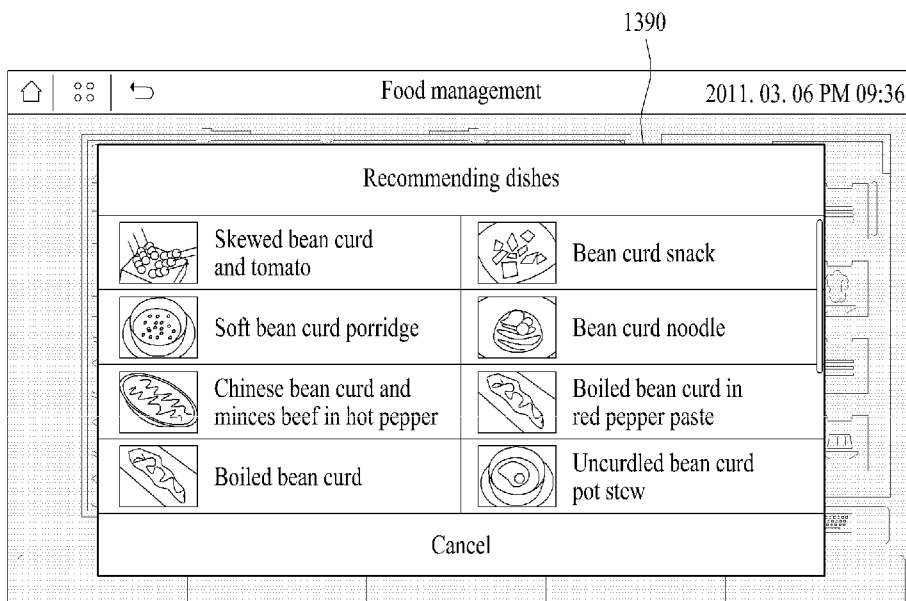 1390
Food management
2011. 03. 06 PM 09:36
Recommending dishes
Skewed bean curd
and tomato
Bean curd snack
Soft bean curd porridge
Bean curd noodle
Chinese bean curd and
minces beef in hot pepper
Boiled bean curd in
red pepper paste
Boiled bean curd
Uncurdled bean curd
pot stcw
Cancel